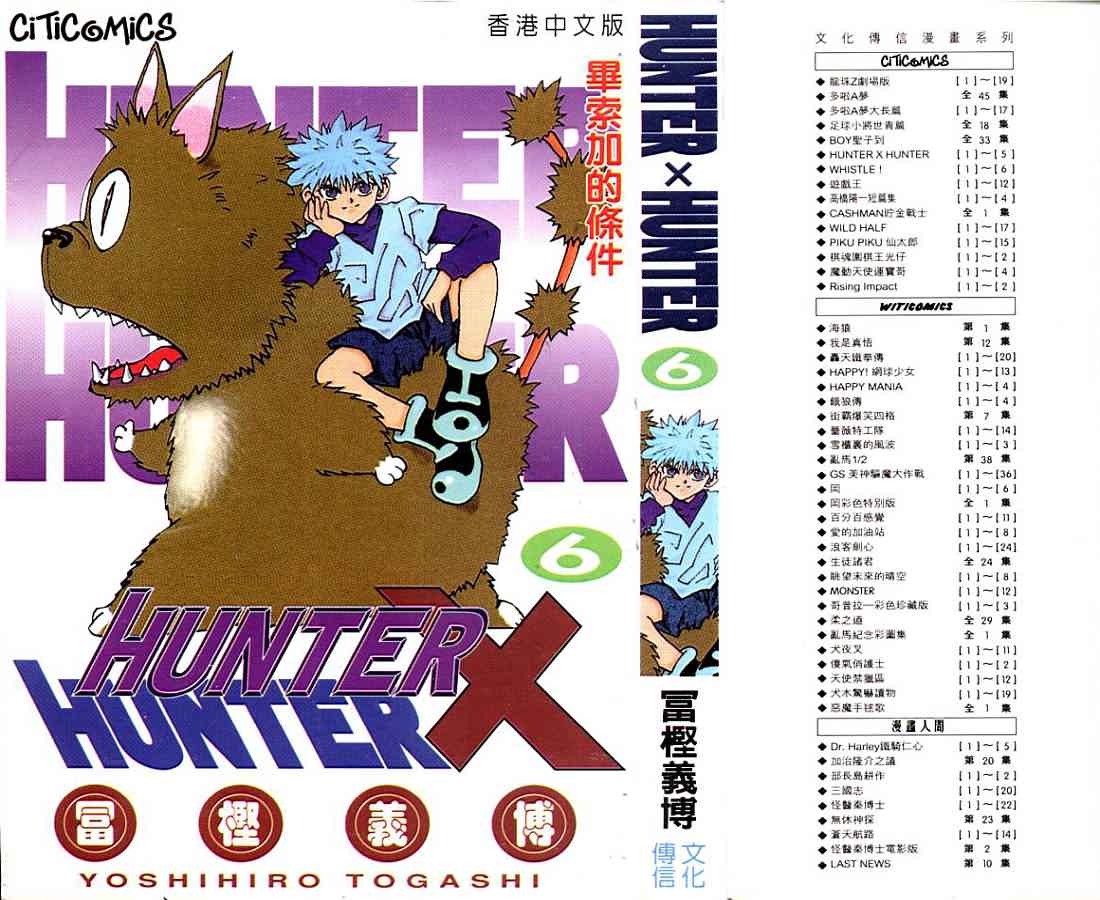 CiTiCOMiCS
香港中文版
HUNTER
HUNTER
畢索加的條件
6
HUNTER X
HUNTER
冨樫義博
YOSHIHIRO TOGASHI
HUNTER×HUNTER
6
冨樫義博
文化傳信
文化傳信漫畫系列
CiTiCOMiCS
◆龍珠Z劇場版 [1]～[19]
◆多啦A夢 全 45 集
◆多啦A夢大長篇 [1]～[17]
◆足球小將世青篇 全 18 集
◆BOY聖子到 全 33 集
◆HUNTER X HUNTER [1]～[5]
◆WHISTLE! [1]～[6]
◆遊戲王 [1]～[12]
◆高橋陽一短篇集 [1]～[4]
◆CASHMAN貯金戰士 全 1 集
◆WILD HALF [1]～[17]
◆PIKU PIKU 仙太郎 [1]～[15]
◆棋魂圍棋王光仔 [1]～[2]
◆魔動天使運寶哥 [1]～[4]
◆Rising Impact [1]～[2]
WiTiCOMiCS
◆海狼 第 1 集
◆我是真悟 第 12 集
◆轟天鐵拳傳 [1]～[20]
◆HAPPY! 網球少女 [1]～[13]
◆HAPPY MANIA [1]～[4]
◆餓狼傳 [1]～[4]
◆街霸爆笑四格 第 7 集
◆薔薇特工隊 [1]～[14]
◆雪櫃裏的風波 [1]～[3]
◆亂馬1/2 第 38 集
◆GS 美神驅魔大作戰 [1]～[36]
◆岡 [1]～[6]
◆岡彩色特別版 全 1 集
◆百分百感覺 [1]～[11]
◆愛的加油站 [1]～[8]
◆浪客劍心 [1]～[24]
◆生徒諸君 全 24 集
◆眺望未來的晴空 [1]～[8]
◆MONSTER [1]～[12]
◆哥普拉—彩色珍藏版 [1]～[3]
◆柔之道 全 29 集
◆亂馬紀念彩圖集 全 1 集
◆犬夜叉 [1]～[11]
◆傻氣俏護士 [1]～[2]
◆天使禁獵區 [1]～[12]
◆犬木驚嚇讀物 [1]～[19]
◆惡魔手毬歌 全 1 集
漫畫人間
◆Dr. Harley鐵騎仁心 [1]～[5]
◆加治隆介之議 第 20 集
◆部長島耕作 [1]～[2]
◆三國志 [1]～[20]
◆怪醫秦博士 [1]～[22]
◆無休神探 第 23 集
◆蒼天航路 [1]～[14]
◆怪醫秦博士電影版 第 2 集
◆LAST NEWS 第 10 集